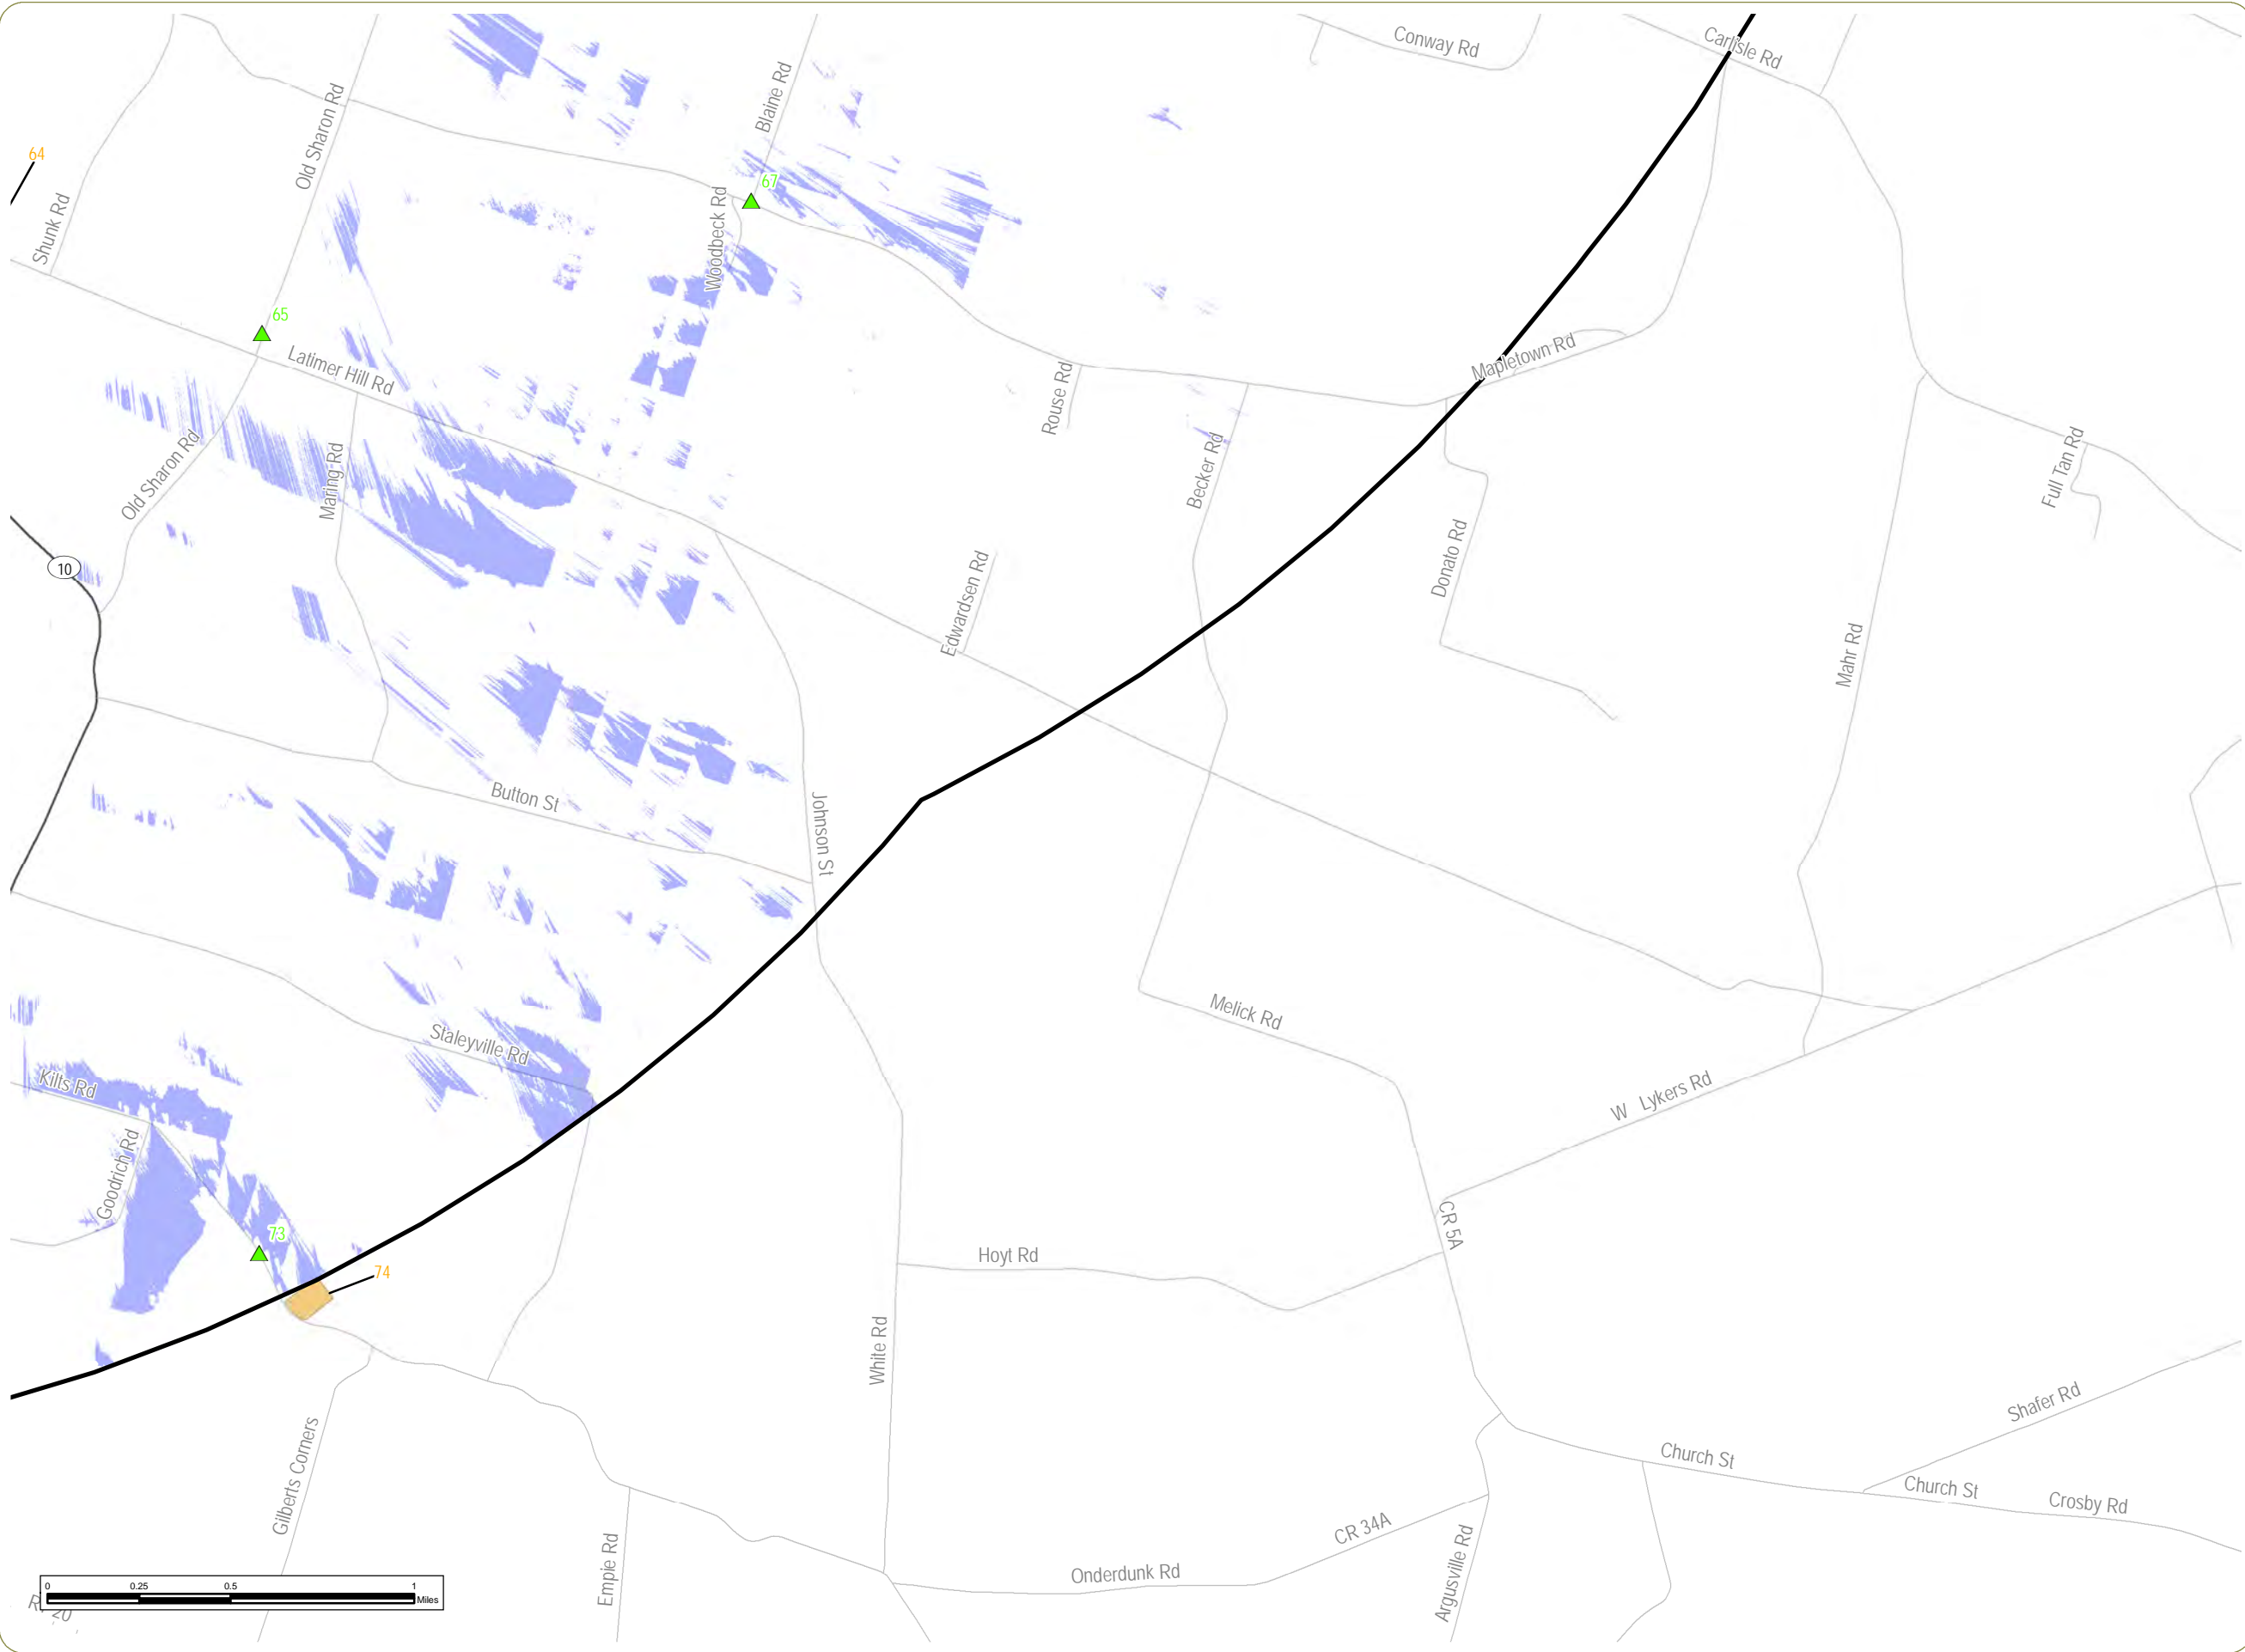 Conway Rd
Carlisle Rd
Blaine Rd
Old Sharon Rd
64
67
Shunk Rd
Woodbeck Rd
65
Latimer Hill Rd
Mapletown Rd
Rouse Rd
Old Sharon Rd
Maring Rd
Becker Rd
Full Tan Rd
10
Donato Rd
Edwardsen Rd
Mahr Rd
Button St
Johnson St
Melick Rd
Staleyville Rd
Kilts Rd
W Lykers Rd
Goodrich Rd
CR 5A
73
Hoyt Rd
74
White Rd
Shafer Rd
Gilberts Corners
Church St
Church St
Crosby Rd
CR 34A
Empie Rd
Onderdunk Rd
Argusville Rd
0 0.25 0.5 1
Miles
20